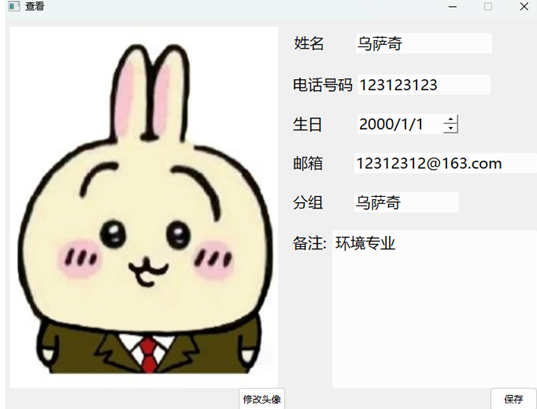 查看
姓名 乌萨奇
电话号码 123123123
生日 2000/1/1
邮箱 12312312@163.com
分组 乌萨奇
备注: 环境专业
修改头像 保存